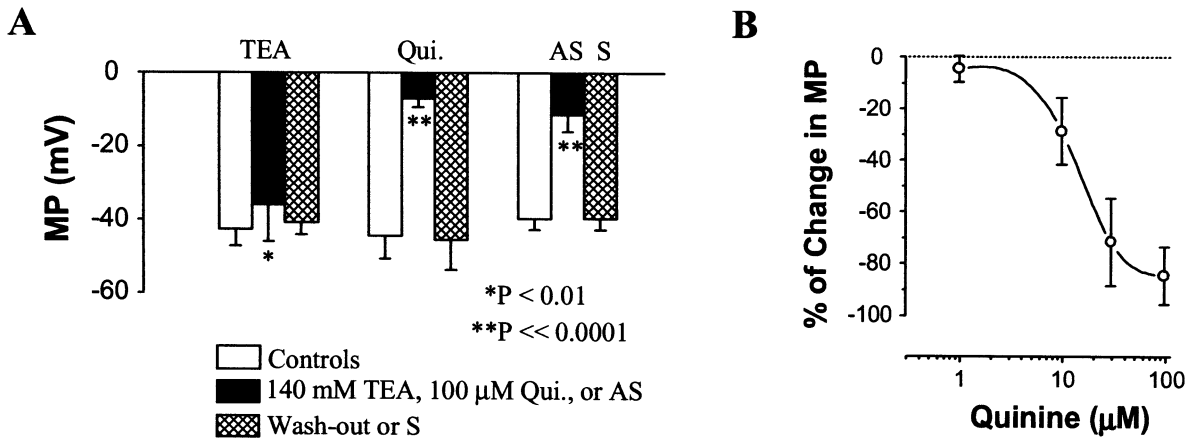 A
TEA Qui. AS S
0
-20
-40
-60
MP (mV)
*
**
**
*P < 0.01
**P << 0.0001
Controls
140 mM TEA, 100 μM Qui., or AS
Wash-out or S
B
0
-20
-40
-60
-80
-100
% of Change in MP
1 10 100
Quinine (μM)